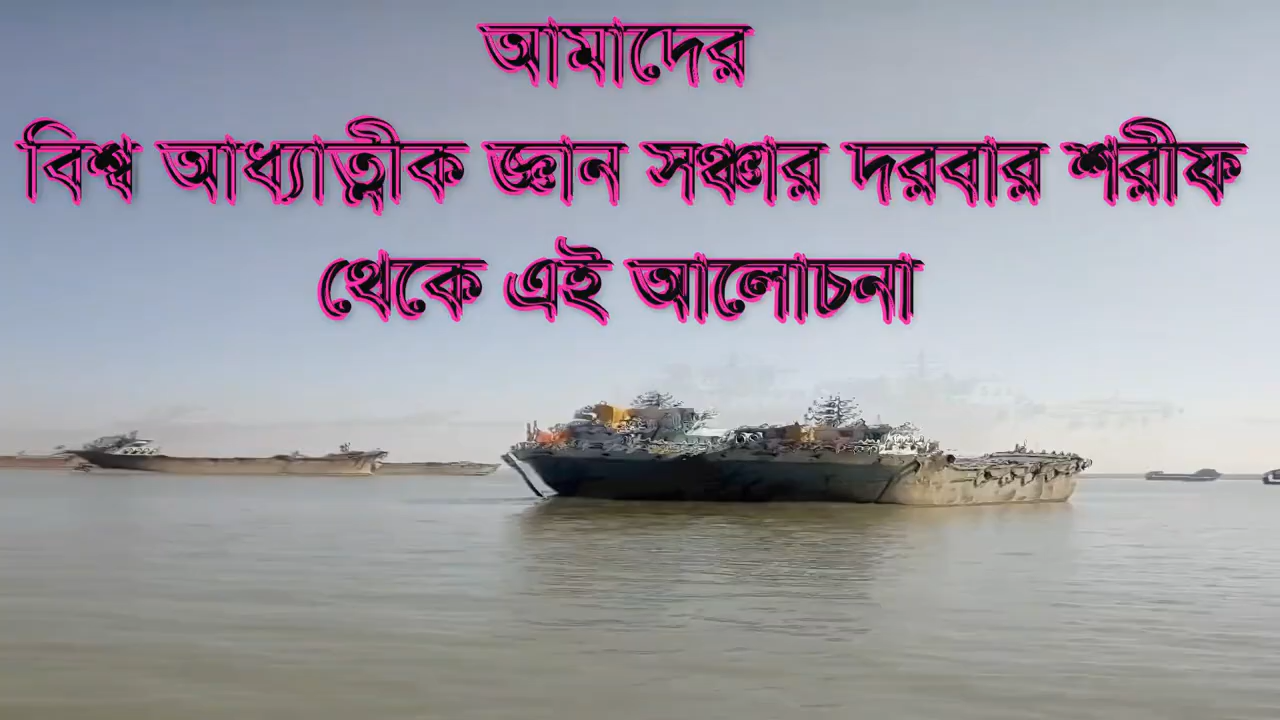 আমাদের
বিশ্ব আধ্যাত্নীক জ্ঞান সঞ্চার দরবার শরীফ
থেকে এই আলোচনা